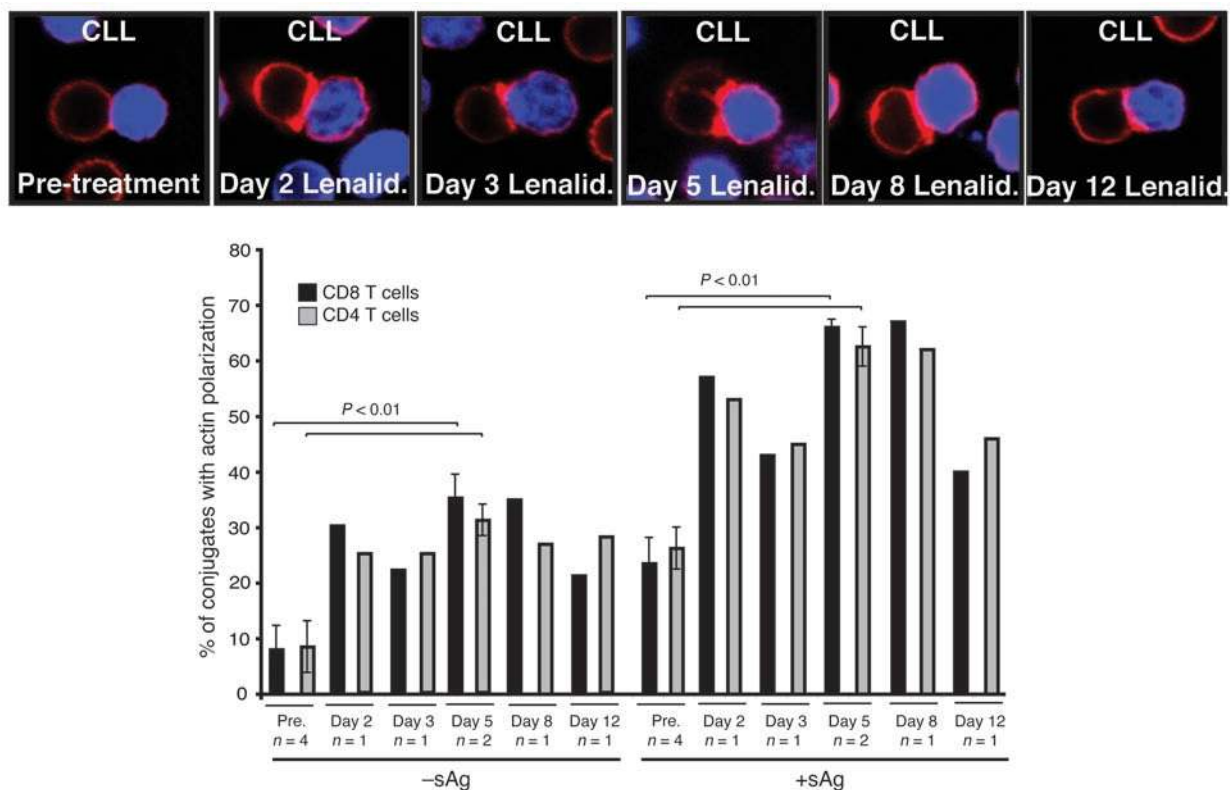 CLL CLL CLL CLL CLL CLL
Pre-treatment Day 2 Lenalid. Day 3 Lenalid. Day 5 Lenalid. Day 8 Lenalid. Day 12 Lenalid.
% of conjugates with actin polarization
80
70
60
50
40
30
20
10
0
CD8 T cells
CD4 T cells
P < 0.01
P < 0.01
Pre. Day 2 Day 3 Day 5 Day 8 Day 12 Pre. Day 2 Day 3 Day 5 Day 8 Day 12
n = 4 n = 1 n = 1 n = 2 n = 1 n = 1 n = 4 n = 1 n = 1 n = 2 n = 1 n = 1
–sAg +sAg